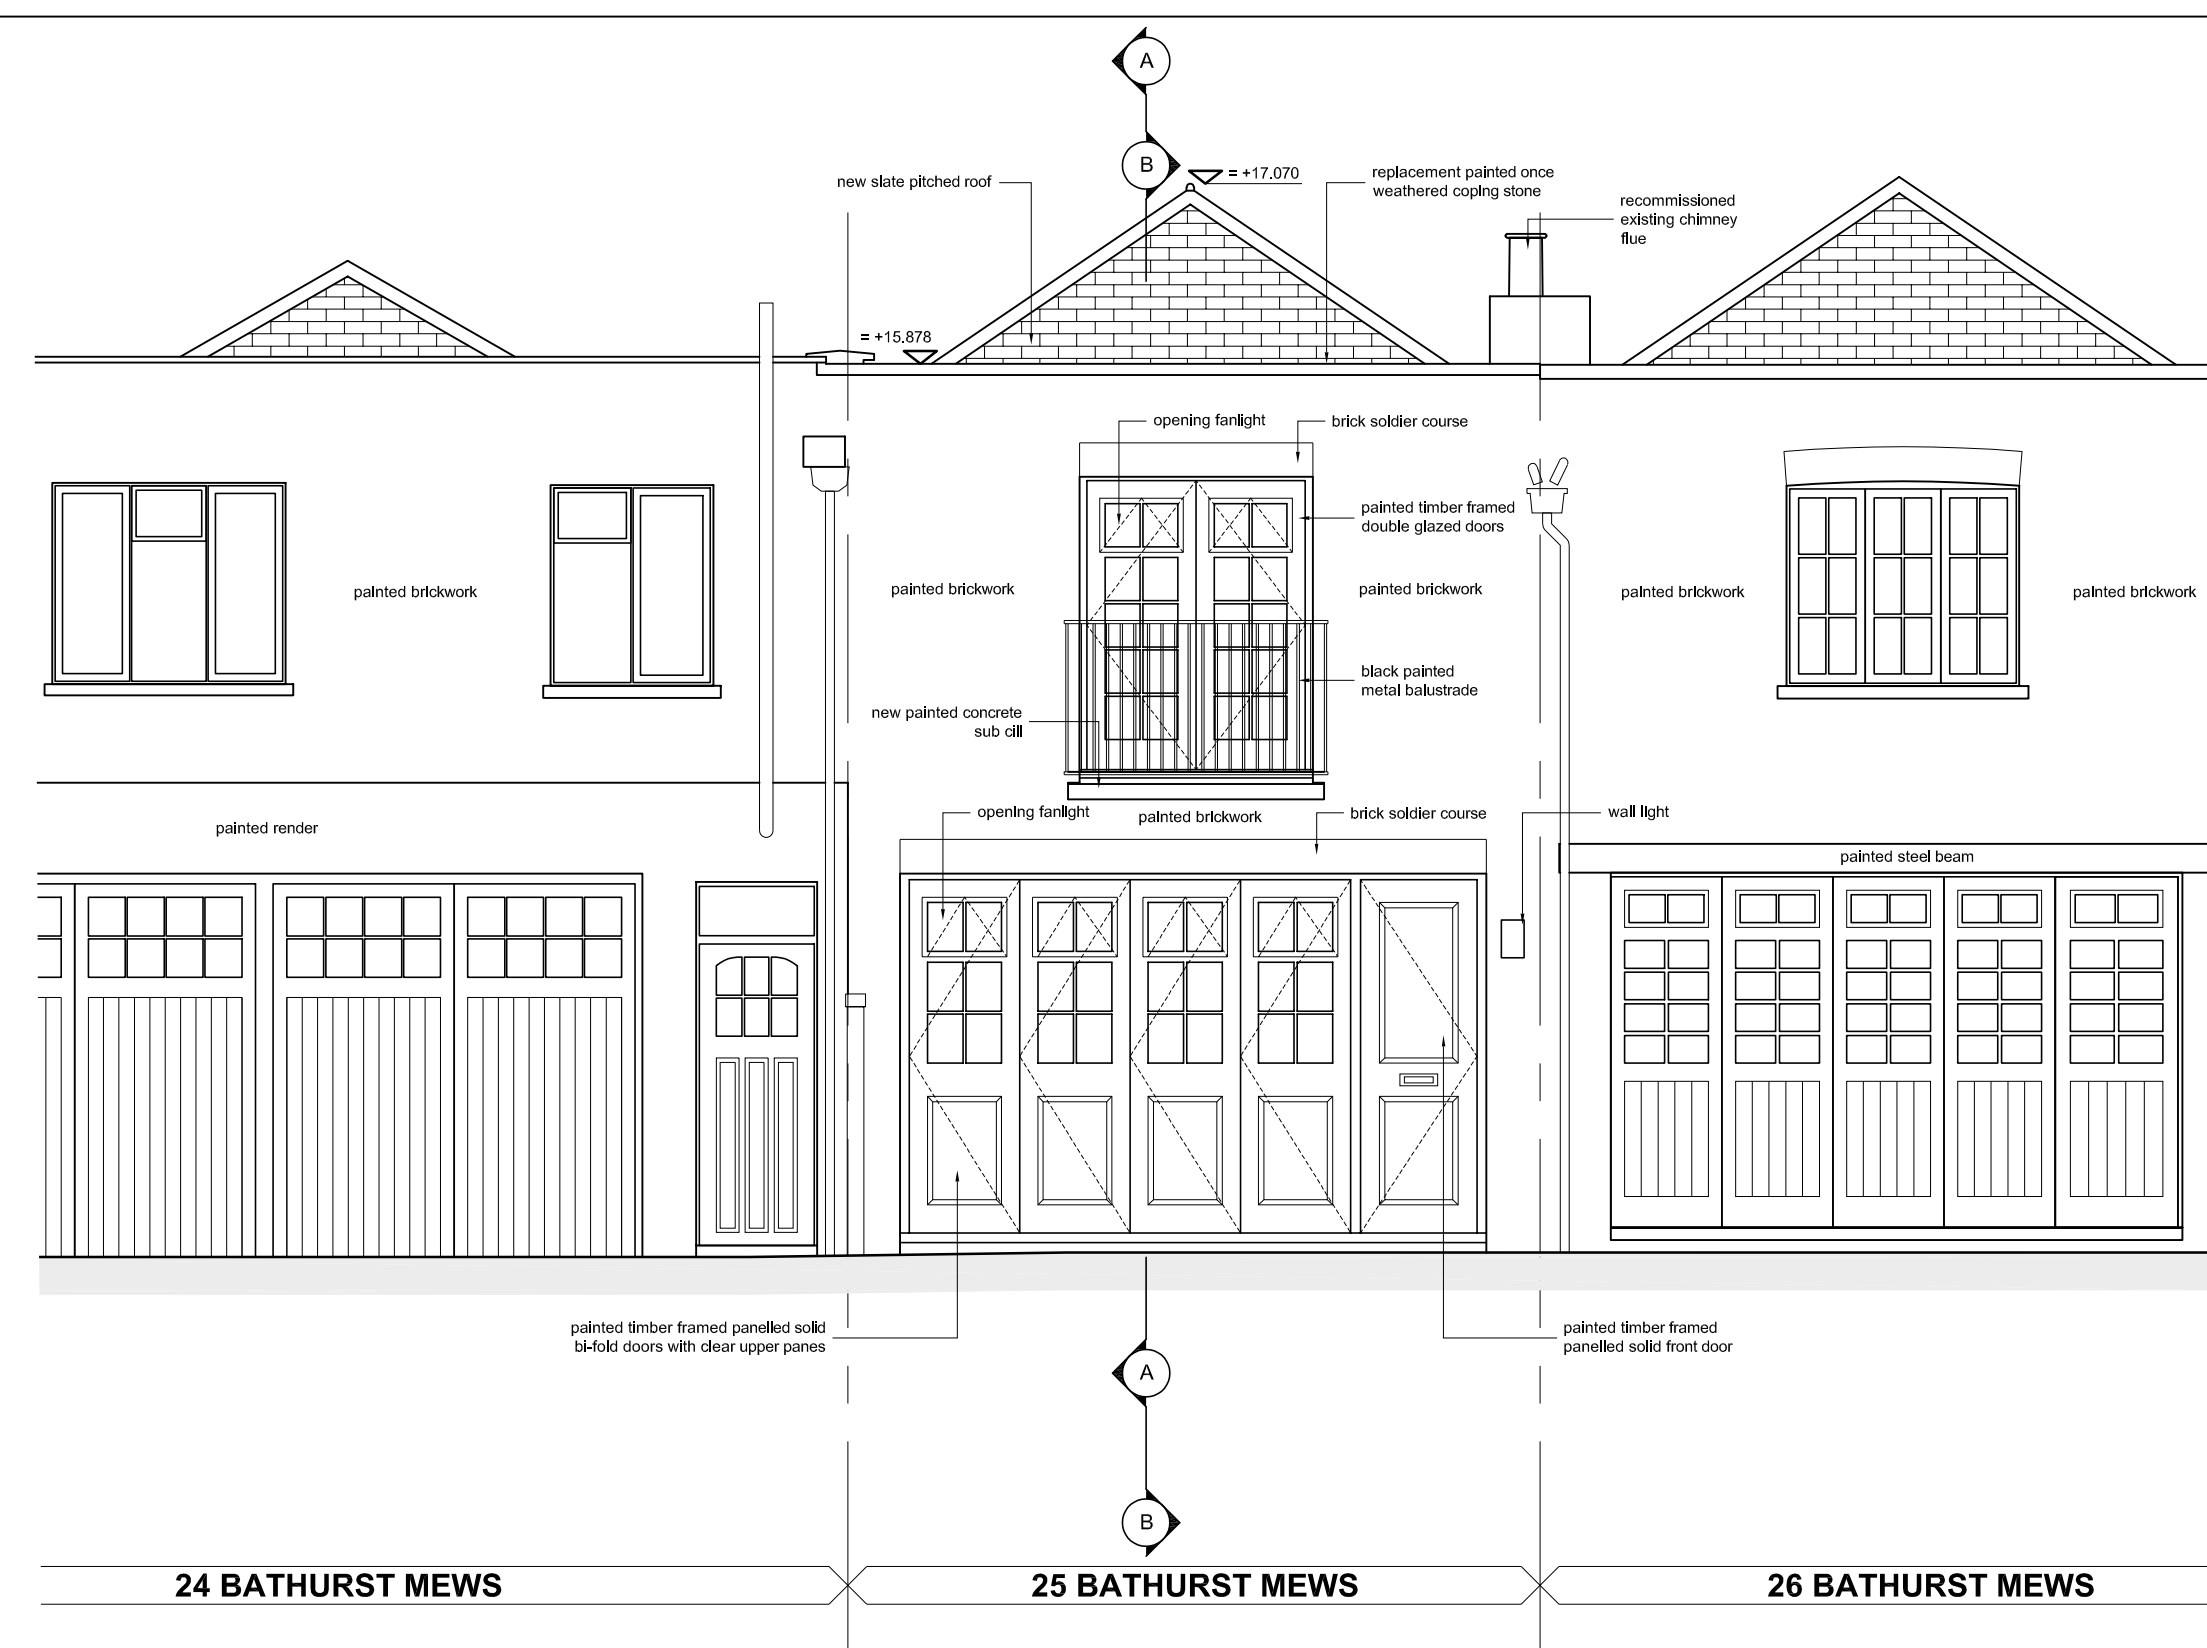 A
B
= +17.070
new slate pitched roof
replacement painted once
weathered coping stone
recommissioned
existing chimney
flue
= +15.878
opening fanlight
brick soldier course
painted timber framed
double glazed doors
painted brickwork
painted brickwork
painted brickwork
painted brickwork
painted brickwork
black painted
metal balustrade
new painted concrete
sub cill
opening fanlight
painted brickwork
brick soldier course
wall light
painted render
painted steel beam
painted timber framed panelled solid
bi-fold doors with clear upper panes
painted timber framed
panelled solid front door
A
B
24 BATHURST MEWS
25 BATHURST MEWS
26 BATHURST MEWS